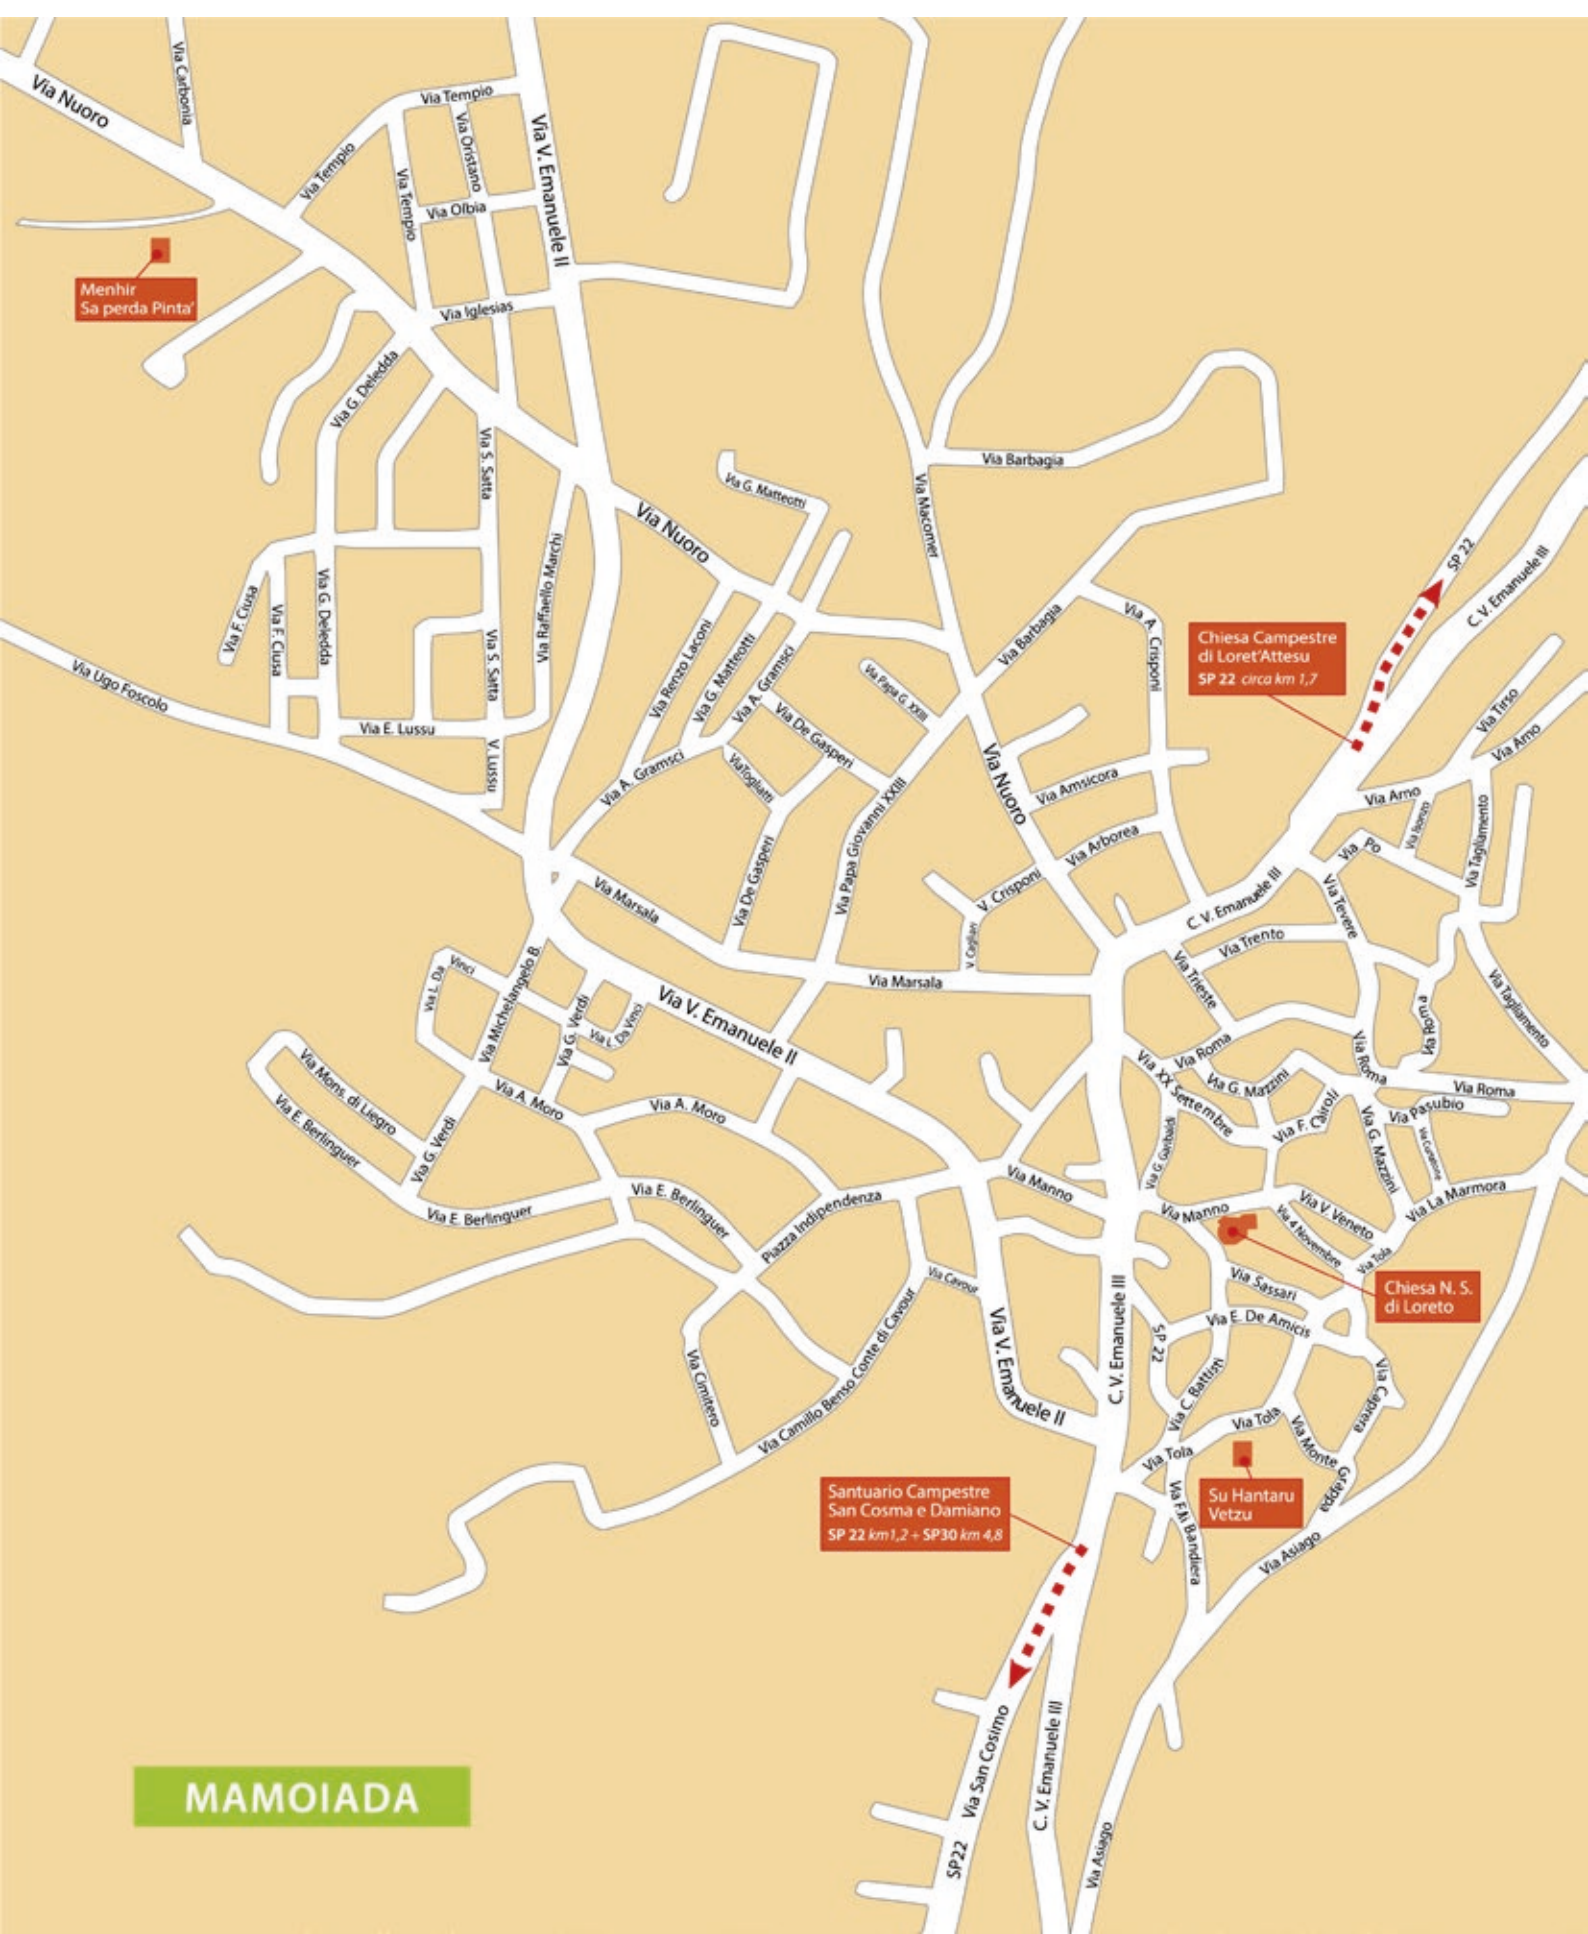 Via Nuoro
Via Carbonia
Via Tempio
Via Tempio
Via Oristano
Via V. Emanuele II
Via Tempio
Via Olbia
Menhir
Sa perda Pinta'
Via Iglesias
Via G. Deledda
Via S. Satta
Via G. Matteotti
Via Barbagia
Via Macomer
Via Nuoro
SP 22
C. V. Emanuele III
Via Raffaello Marchi
Via F. Ciusa
Via F. Ciusa
Via G. Deledda
Via S. Satta
Via Renzo Laconi
Via G. Matteotti
Via A. Gramsci
Via Barbagia
Via A. Crisponi
Chiesa Campestre
di Loret'Attesu
SP 22 circa km 1,7
Via Ugo Foscolo
Via E. Lussu
V. Lussu
Via Papa G. XXIII
Via De Gasperi
Via Tirso
Via Arno
Via A. Gramsci
ViaTogliatti
Via Nuoro
Via Amsicora
Via Arno
Via Isonzo
Via Tagliamento
Via Papa Giovanni XXIII
Via De Gasperi
Via Arborea
Via Po
Via Marsala
V. Crisponi
V. Cagliari
C. V. Emanuele III
Via Tevere
Via Trento
Via Trieste
Via Marsala
Via L. Da
Vinci
Via Michelangelo B.
Via G. Verdi
Via L. Da Vinci
Via V. Emanuele II
Via Roma
Via Tagliamento
Via Roma
Via Roma
Via Roma
Via XX Settembre
Via G. Mazzini
Via F. Cairoli
Via Pasubio
Via G. Mazzini
Via Curtatone
Via Mons. di Liegro
Via E. Berlinguer
Via A. Moro
Via A. Moro
Via G. Verdi
Via G. Garibaldi
Via Manno
Via Manno
Via E. Berlinguer
Via E. Berlinguer
Piazza Indipendenza
Via V. Veneto
Via La Marmora
Via 4 Novembre
Via Tola
Via Cavour
Via Sassari
Chiesa N. S.
di Loreto
Via E. De Amicis
SP 22
C. V. Emanuele III
Via V. Emanuele II
Via Cimitero
Via Camillo Benso Conte di Cavour
Via C. Battisti
Via Caprera
Via Tola
Via Tola
Via Monte Grappa
Su Hantaru
Vetzu
Via F.lli Bandiera
Via Asiago
Santuario Campestre
San Cosma e Damiano
SP 22 km1,2 + SP30 km 4,8
Via San Cosimo
SP22
C. V. Emanuele III
Via Asiago
MAMOIADA